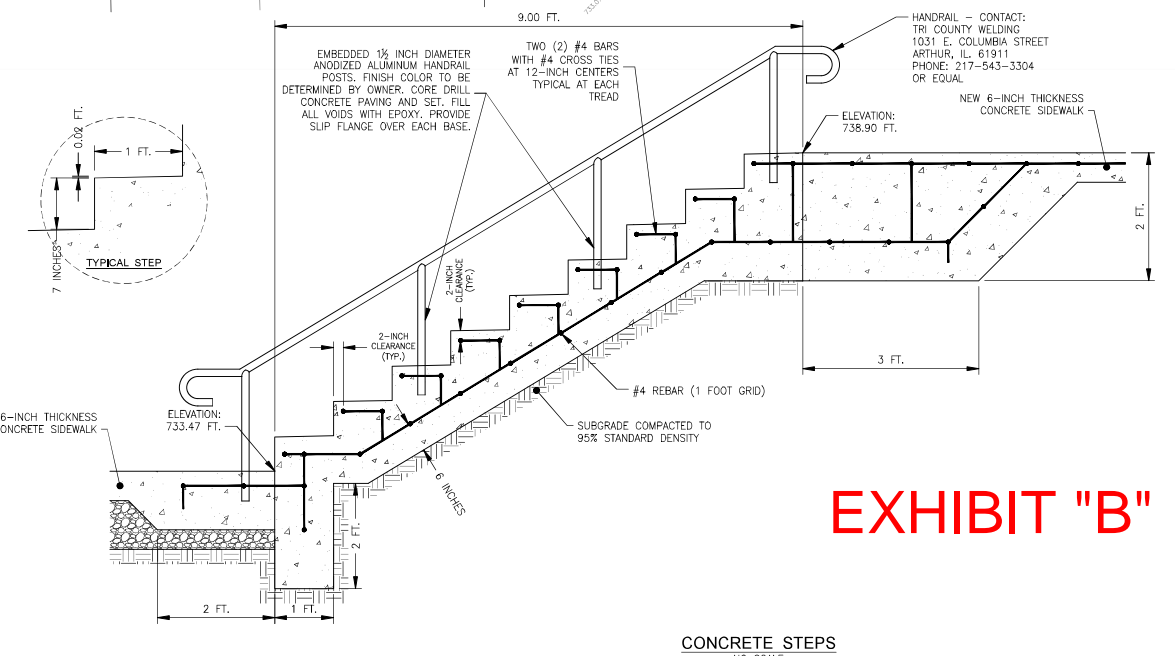 9.00 FT.
HANDRAIL - CONTACT:
TRI COUNTY WELDING
1031 E. COLUMBIA STREET
ARTHUR, IL. 61911
PHONE: 217-543-3304
OR EQUAL
EMBEDDED 1½ INCH DIAMETER
ANODIZED ALUMINUM HANDRAIL
POSTS. FINISH COLOR TO BE
DETERMINED BY OWNER. CORE DRILL
CONCRETE PAVING AND SET. FILL
ALL VOIDS WITH EPOXY. PROVIDE
SLIP FLANGE OVER EACH BASE.
TWO (2) #4 BARS
WITH #4 CROSS TIES
AT 12-INCH CENTERS
TYPICAL AT EACH
TREAD
NEW 6-INCH THICKNESS
CONCRETE SIDEWALK
ELEVATION:
738.90 FT.
0.02 FT.
1 FT.
7 INCHES
TYPICAL STEP
2 FT.
2-INCH
CLEARANCE
(TYP.)
2-INCH
CLEARANCE
(TYP.)
3 FT.
#4 REBAR (1 FOOT GRID)
6-INCH THICKNESS
ONCRETE SIDEWALK
ELEVATION:
733.47 FT.
SUBGRADE COMPACTED TO
95% STANDARD DENSITY
6 INCHES
EXHIBIT "B"
2 FT.
2 FT.
1 FT.
CONCRETE STEPS